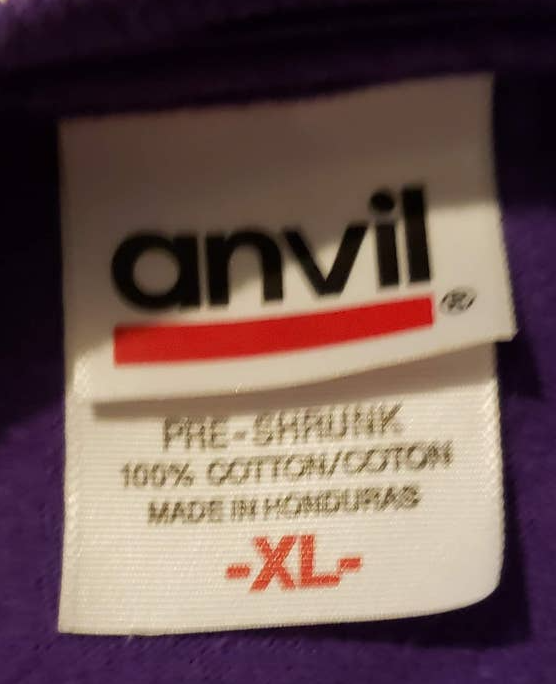 anvil®
PRE-SHRUNK
100% COTTON/COTON
MADE IN HONDURAS
-XL-